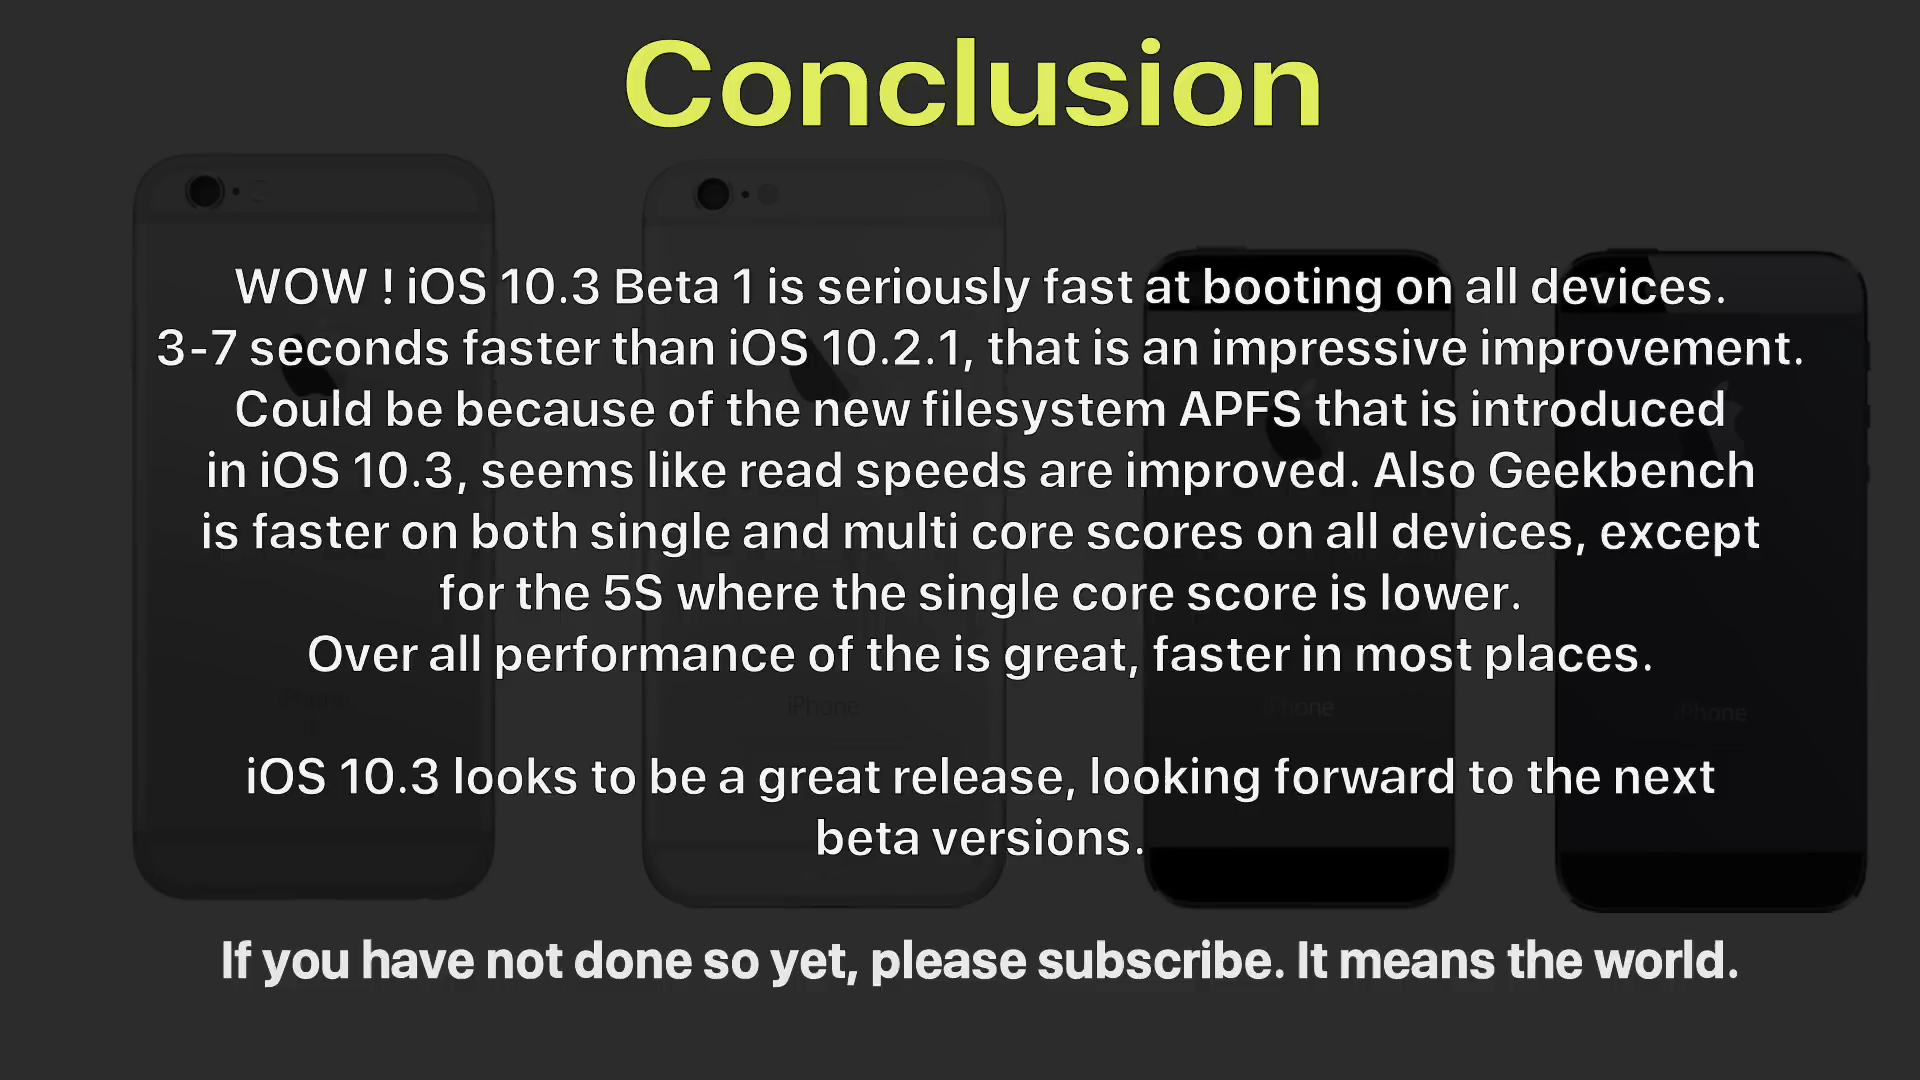 Conclusion
WOW ! iOS 10.3 Beta 1 is seriously fast at booting on all devices.
3-7 seconds faster than iOS 10.2.1, that is an impressive improvement.
Could be because of the new filesystem APFS that is introduced
in iOS 10.3, seems like read speeds are improved. Also Geekbench
is faster on both single and multi core scores on all devices, except
for the 5S where the single core score is lower.
Over all performance of the is great, faster in most places.
iPhone iPhone iPhone iPhone
iOS 10.3 looks to be a great release, looking forward to the next
beta versions.
If you have not done so yet, please subscribe. It means the world.